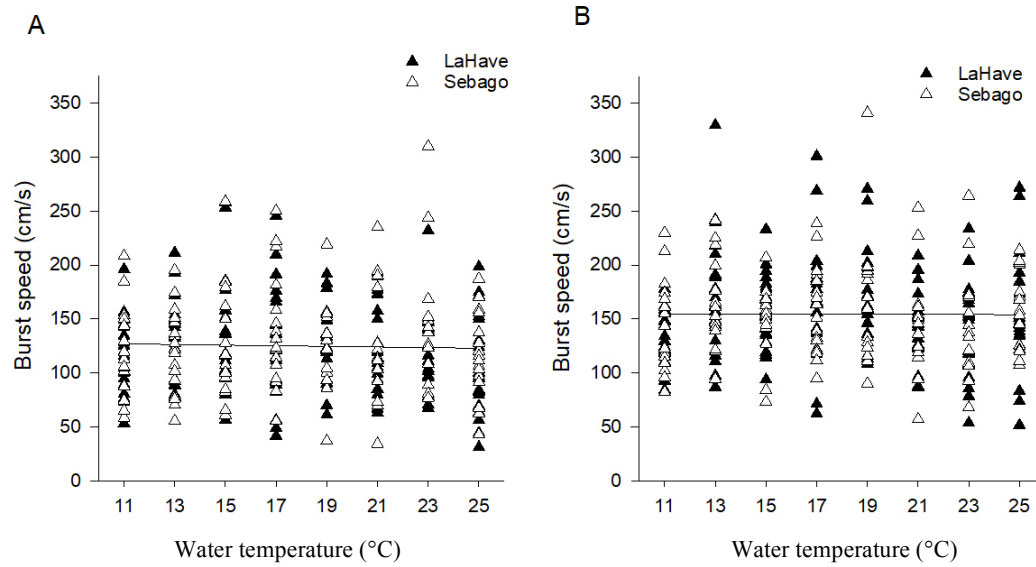 A
LaHave
Sebago
350
300
250
200
150
100
50
0
Burst speed (cm/s)
11 13 15 17 19 21 23 25
Water temperature (°C)
B
LaHave
Sebago
350
300
250
200
150
100
50
0
Burst speed (cm/s)
11 13 15 17 19 21 23 25
Water temperature (°C)